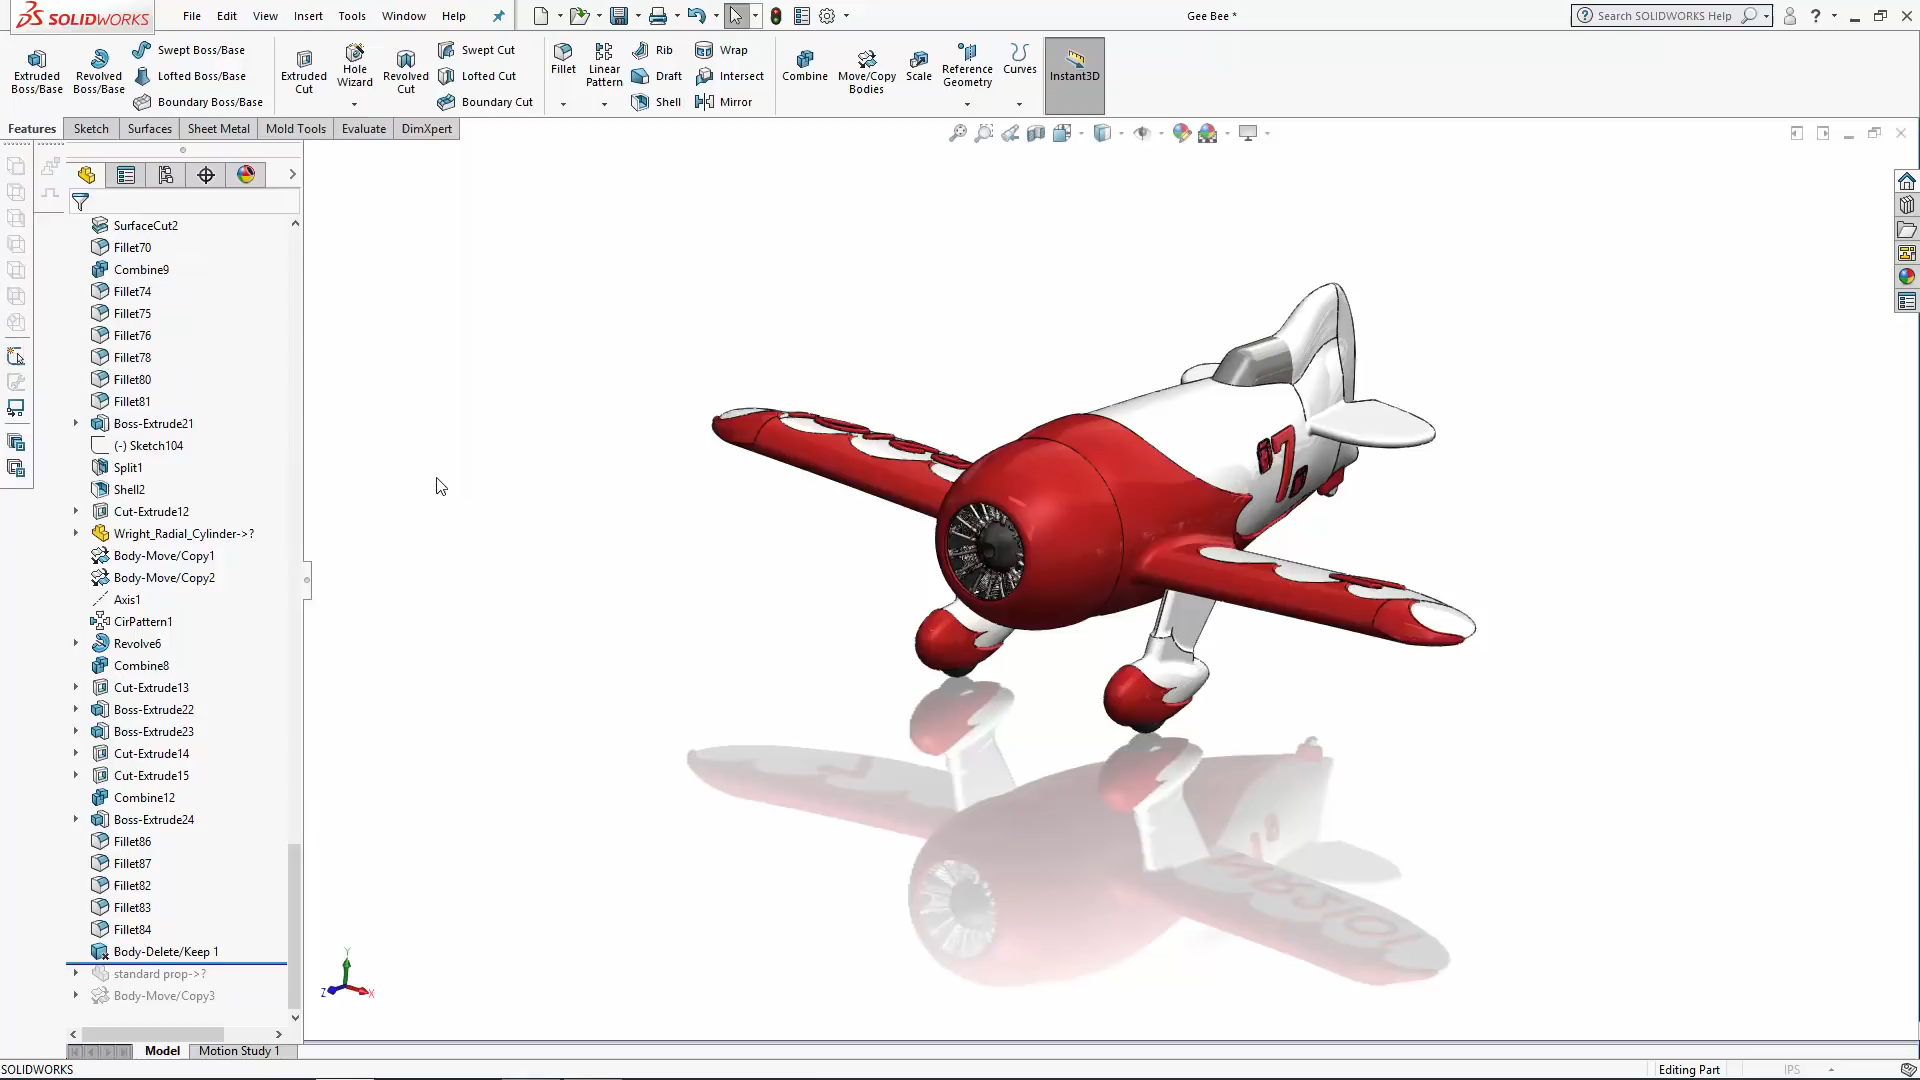 SOLIDWORKS
File Edit View Insert Tools Window Help
Gee Bee *
Search SOLIDWORKS Help
Extruded Boss/Base
Revolved Boss/Base
Swept Boss/Base
Lofted Boss/Base
Boundary Boss/Base
Extruded Cut
Hole Wizard
Revolved Cut
Swept Cut
Lofted Cut
Boundary Cut
Fillet
Linear Pattern
Rib
Draft
Shell
Wrap
Intersect
Mirror
Combine
Move/Copy Bodies
Scale
Reference Geometry
Curves
Instant3D
Features Sketch Surfaces Sheet Metal Mold Tools Evaluate DimXpert
SurfaceCut2
Fillet70
Combine9
Fillet74
Fillet75
Fillet76
Fillet78
Fillet80
Fillet81
Boss-Extrude21
(-) Sketch104
Split1
Shell2
Cut-Extrude12
Wright_Radial_Cylinder->?
Body-Move/Copy1
Body-Move/Copy2
Axis1
CirPattern1
Revolve6
Combine8
Cut-Extrude13
Boss-Extrude22
Boss-Extrude23
Cut-Extrude14
Cut-Extrude15
Combine12
Boss-Extrude24
Fillet86
Fillet87
Fillet82
Fillet83
Fillet84
Body-Delete/Keep 1
standard prop->?
Body-Move/Copy3
7
Y
Z X
Model Motion Study 1
SOLIDWORKS
Editing Part
IPS